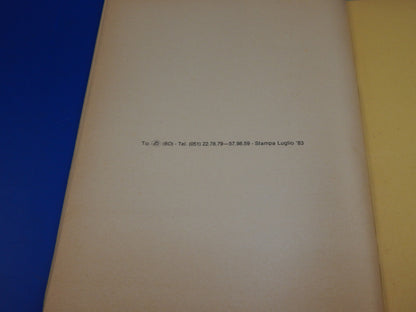 (BO) - Tel. (051) 22.78.79—57.98.59 - Stampa Luglio '83